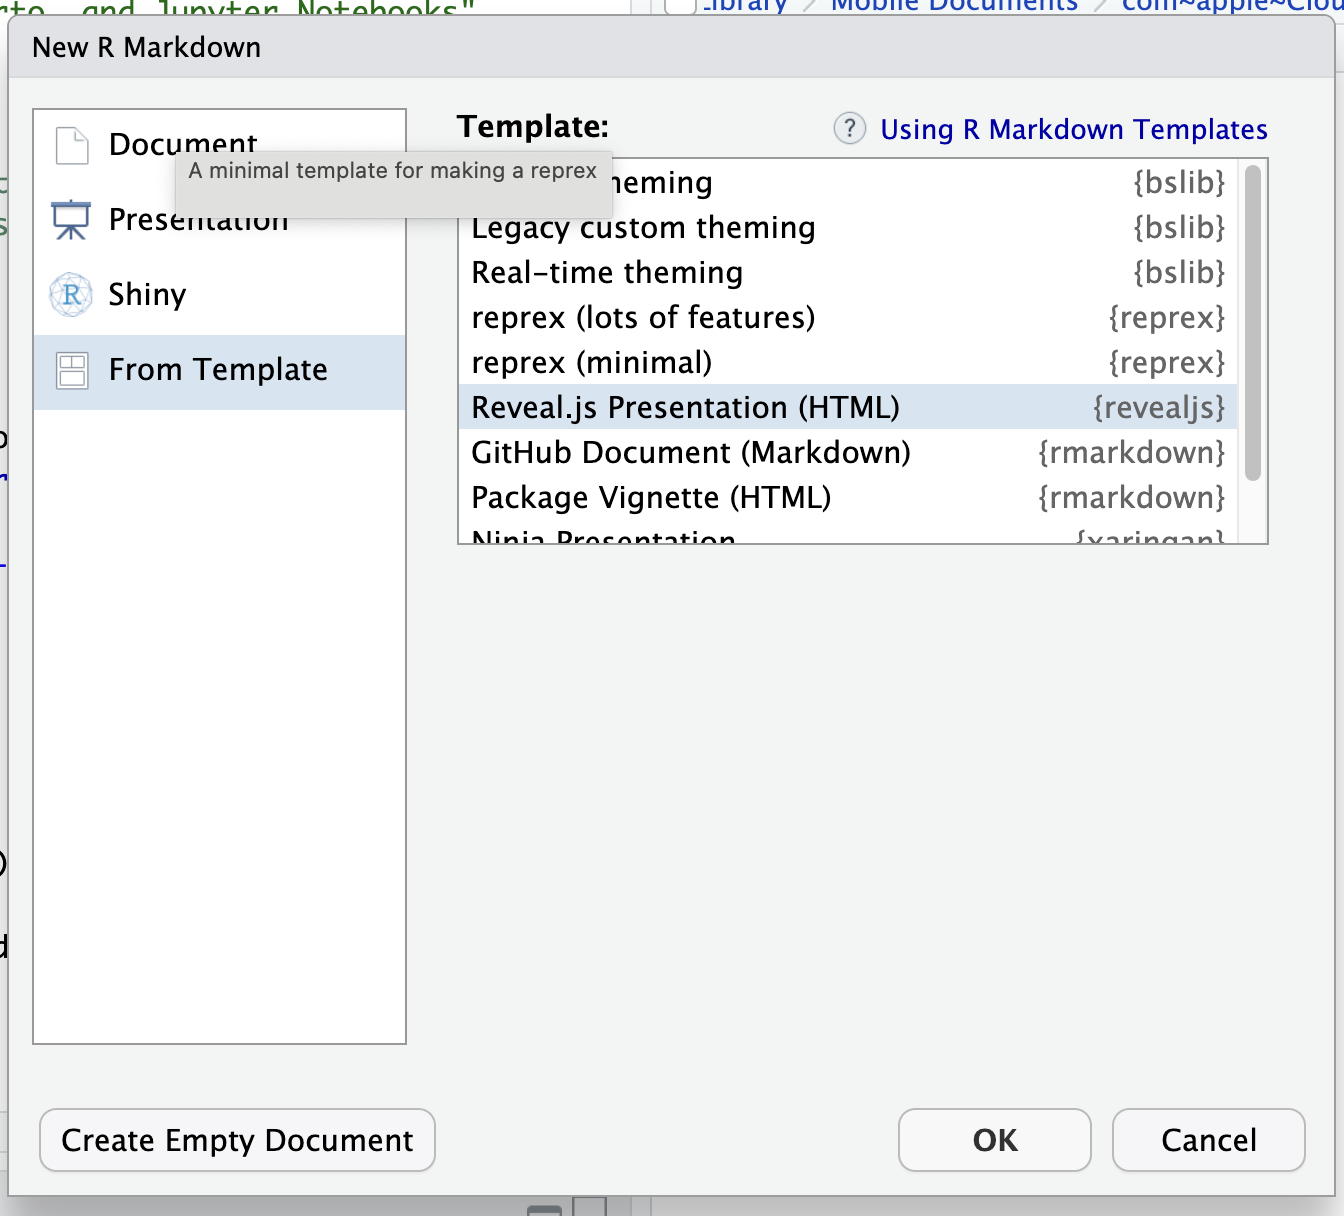 and Jupyter Notebooks"
Library > Mobile Documents > com~apple~Clou
New R Markdown
Document
Presentation
Shiny
From Template
A minimal template for making a reprex
Template:
? Using R Markdown Templates
heming {bslib}
Legacy custom theming {bslib}
Real-time theming {bslib}
reprex (lots of features) {reprex}
reprex (minimal) {reprex}
Reveal.js Presentation (HTML) {revealjs}
GitHub Document (Markdown) {rmarkdown}
Package Vignette (HTML) {rmarkdown}
Ninja Presentation {xaringan}
Create Empty Document
OK
Cancel